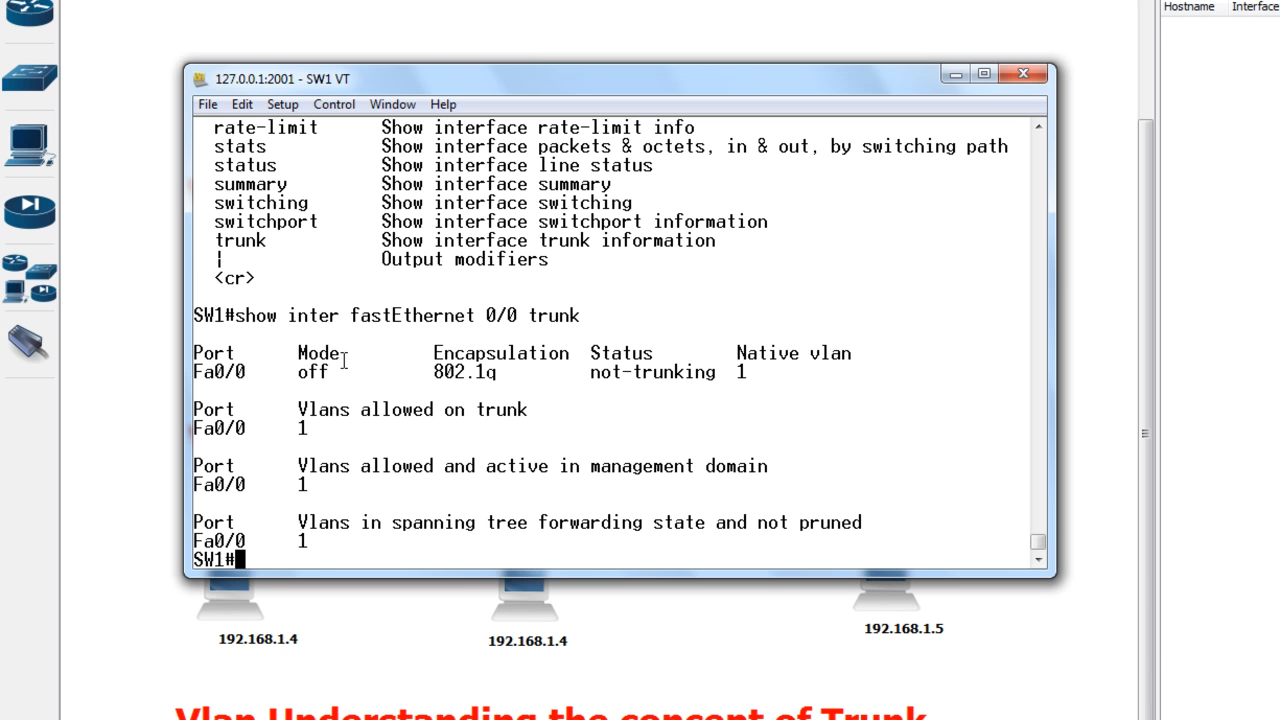 Hostname Interface
127.0.0.1:2001 - SW1 VT
File Edit Setup Control Window Help
rate-limit Show interface rate-limit info
stats Show interface packets & octets, in & out, by switching path
status Show interface line status
summary Show interface summary
switching Show interface switching
switchport Show interface switchport information
trunk Show interface trunk information
| Output modifiers
<cr>
SW1#show inter fastEthernet 0/0 trunk
Port Mode Encapsulation Status Native vlan
Fa0/0 off 802.1q not-trunking 1
Port Vlans allowed on trunk
Fa0/0 1
Port Vlans allowed and active in management domain
Fa0/0 1
Port Vlans in spanning tree forwarding state and not pruned
Fa0/0 1
SW1#
192.168.1.4
192.168.1.4
192.168.1.5
Vlan Understanding the concept of Trunk